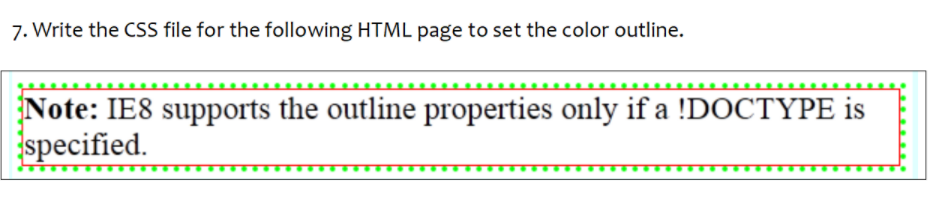 7. Write the CSS file for the following HTML page to set the color outline.
Note: IE8 supports the outline properties only if a !DOCTYPE is
specified.